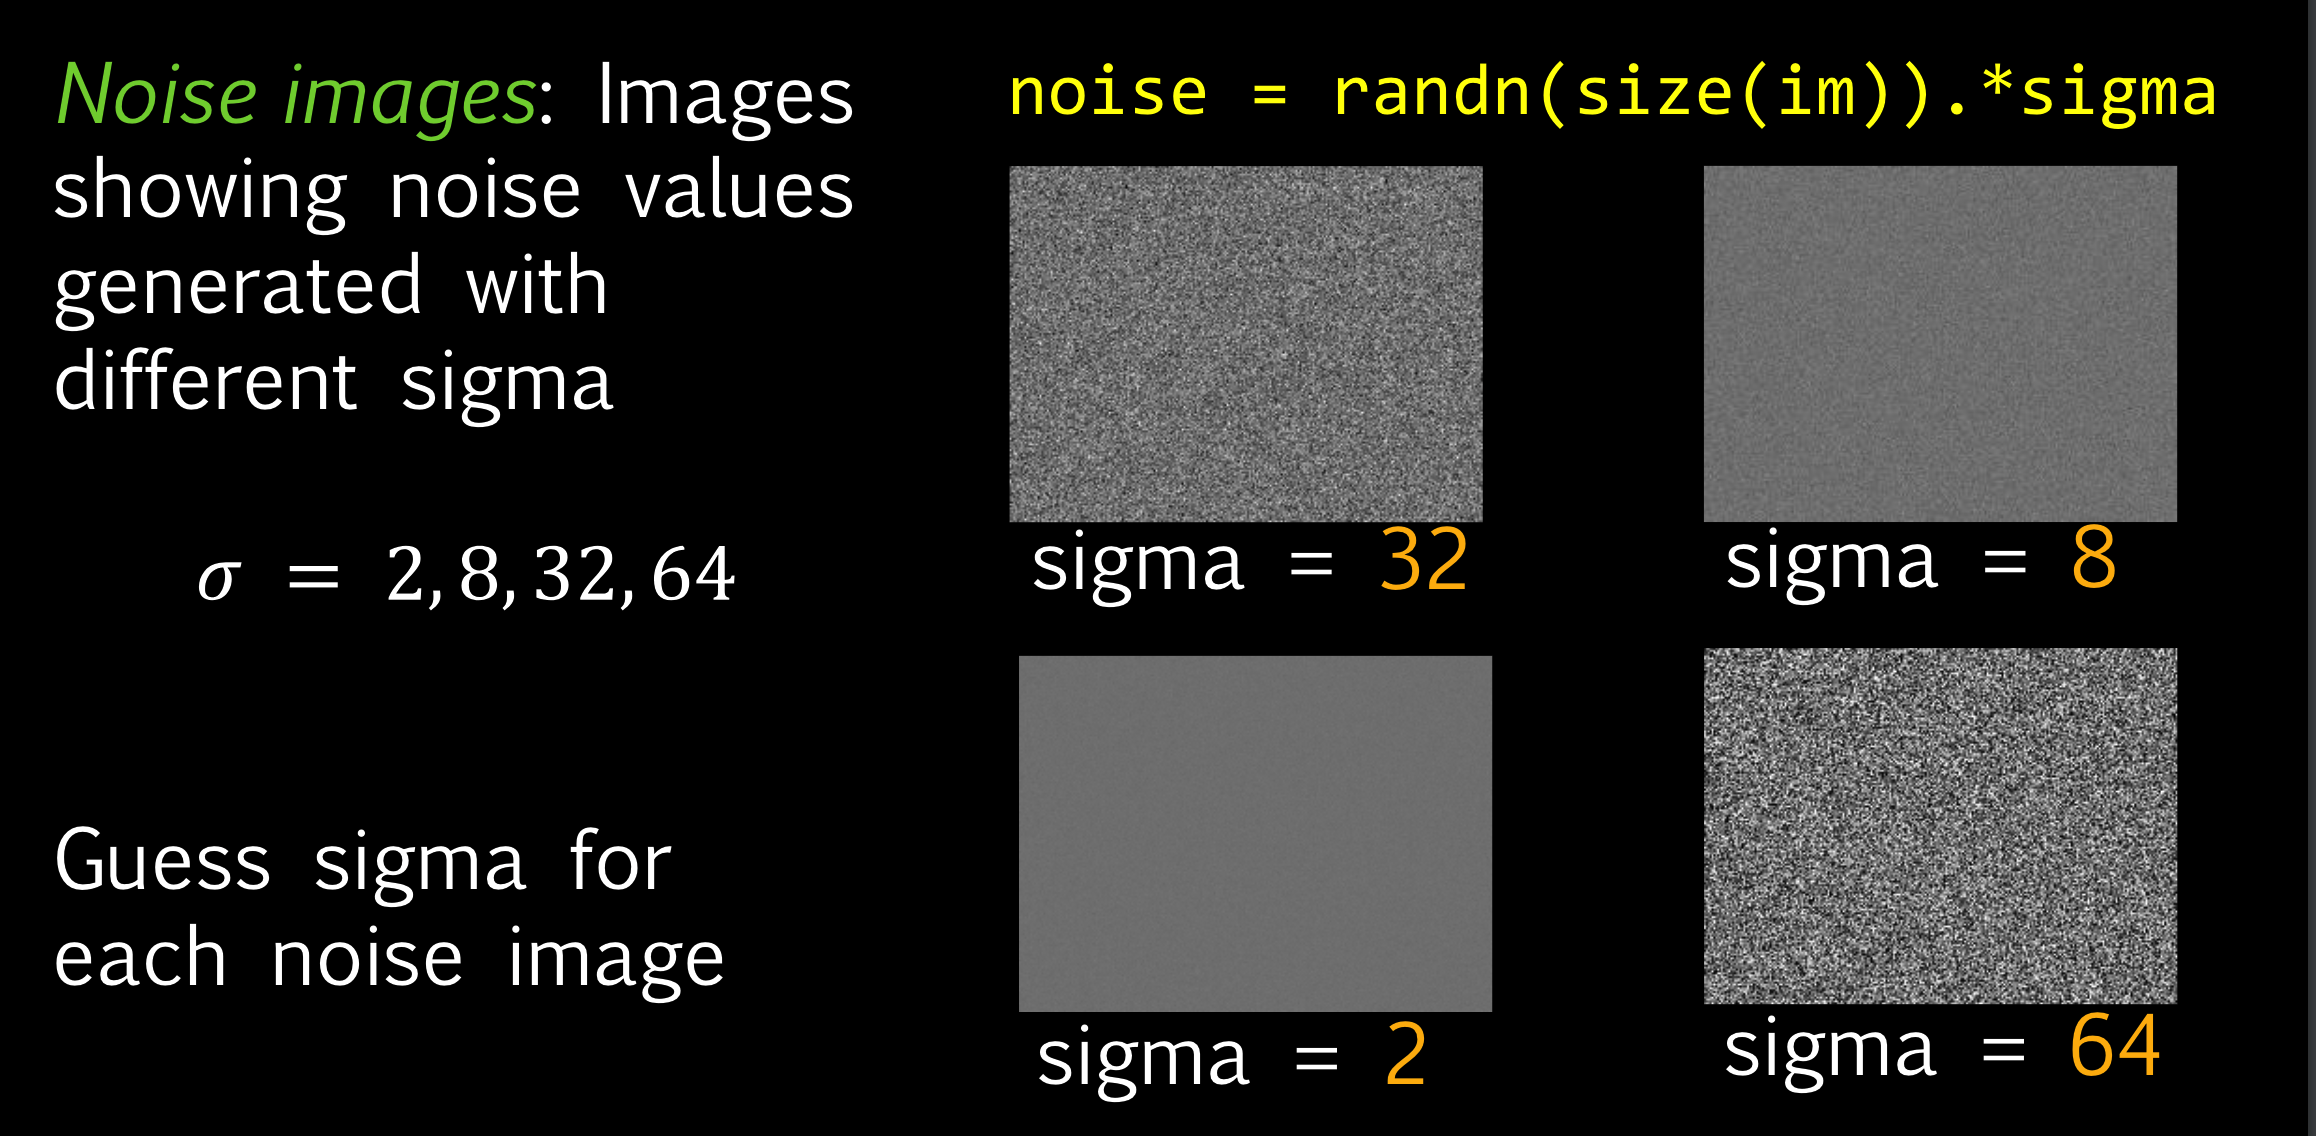 Noise images: Images
showing noise values
generated with
different sigma
σ = 2, 8, 32, 64
Guess sigma for
each noise image
noise = randn(size(im)).*sigma
sigma = 32
sigma = 8
sigma = 2
sigma = 64